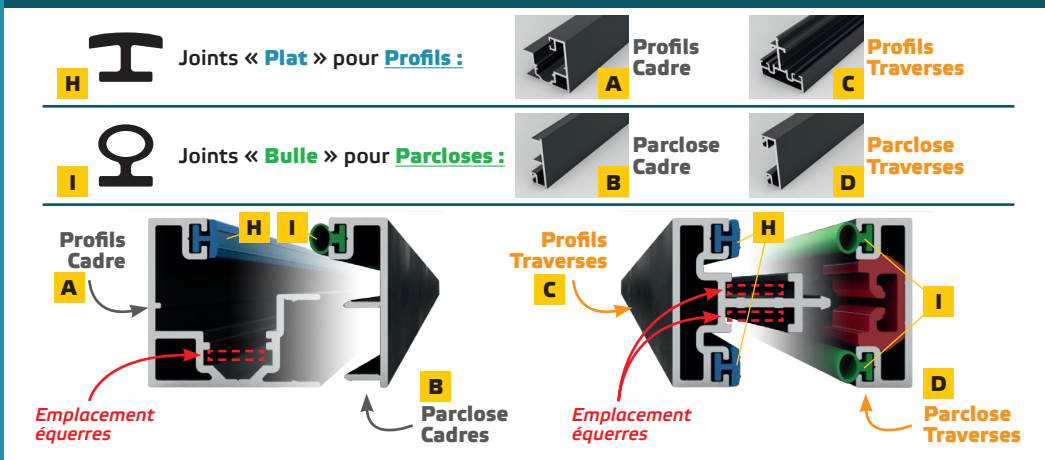 H
Joints « Plat » pour Profils :
A
Profils
Cadre
C
Profils
Traverses
I
Joints « Bulle » pour Parcloses :
B
Parclose
Cadre
D
Parclose
Traverses
Profils
Cadre
A
H
I
Emplacement
équerres
B
Parclose
Cadres
Profils
Traverses
C
H
I
Emplacement
équerres
D
Parclose
Traverses